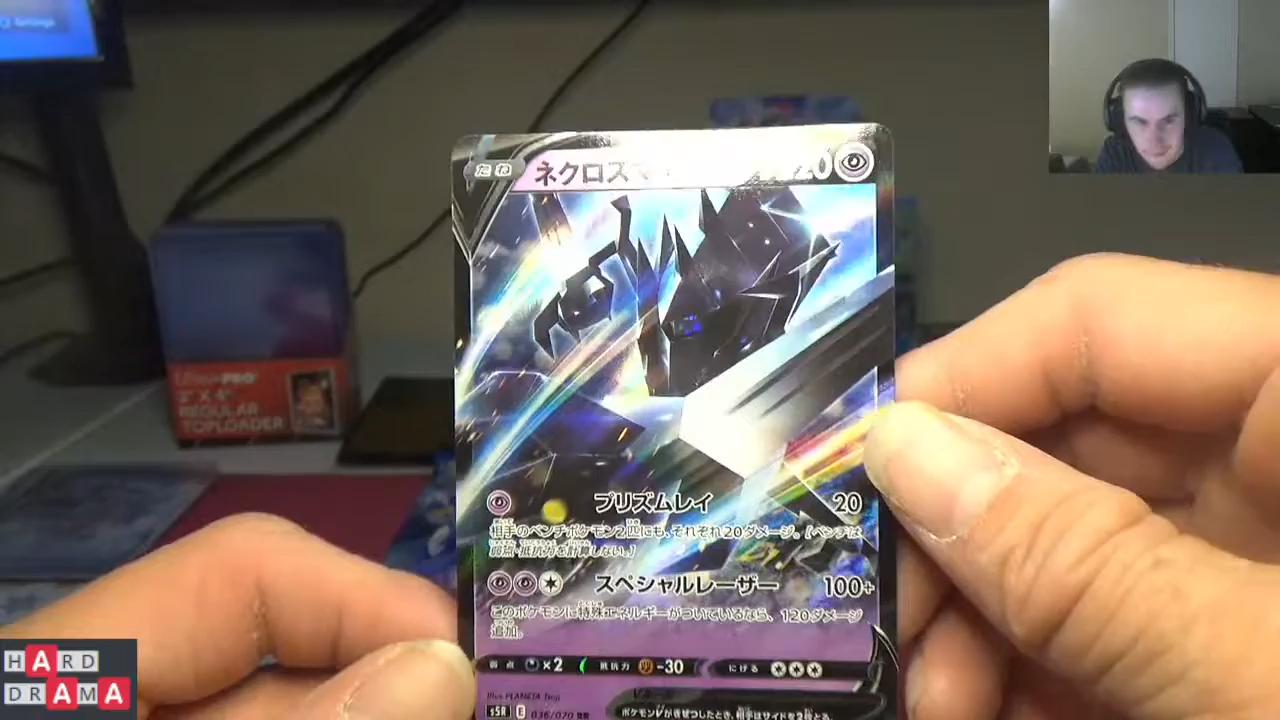 Settings
たね
ネクロズマ
20
Ultra•PRO
3" X 4"
REGULAR
TOPLOADER
プリズムレイ 20
相手のベンチポケモン2匹にも、それぞれ20ダメージ。[ベンチは
弱点・抵抗力を計算しない。]
スペシャルレーザー 100+
このポケモンに特殊エネルギーがついているなら、120ダメージ
追加。
弱点 ×2 抵抗力 -30 にげる
Illus. PLANETA Tsuji
s5R E 036/070 RR
ポケモンVがきぜつしたとき、相手はサイドを2枚とる。
HARD
DRAMA